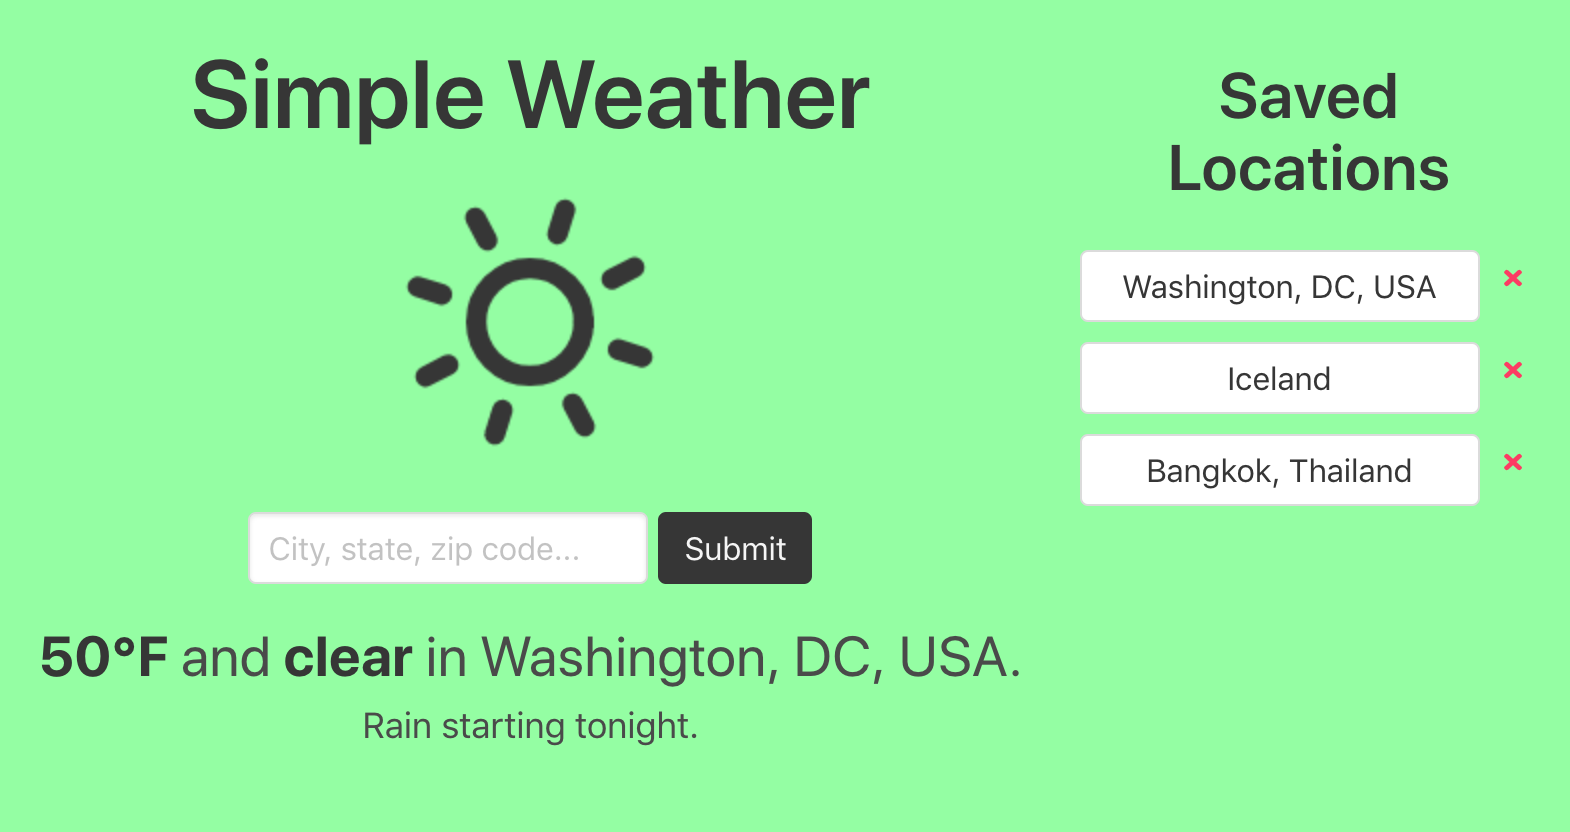 Simple Weather
City, state, zip code...
Submit
50°F and clear in Washington, DC, USA.
Rain starting tonight.
Saved
Locations
Washington, DC, USA
Iceland
Bangkok, Thailand